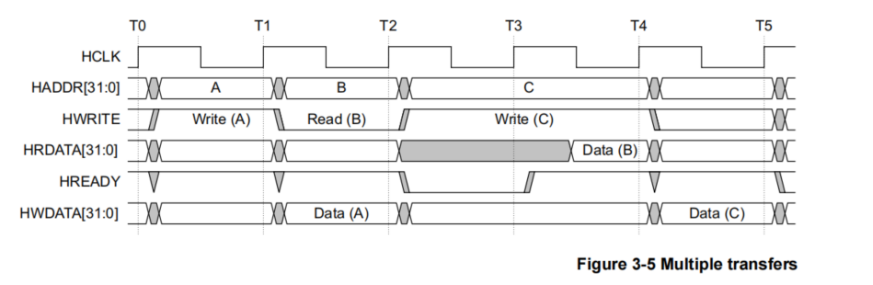 T0 T1 T2 T3 T4 T5
HCLK
HADDR[31:0] A B C
HWRITE Write (A) Read (B) Write (C)
HRDATA[31:0] Data (B)
HREADY
HWDATA[31:0] Data (A) Data (C)
Figure 3-5 Multiple transfers